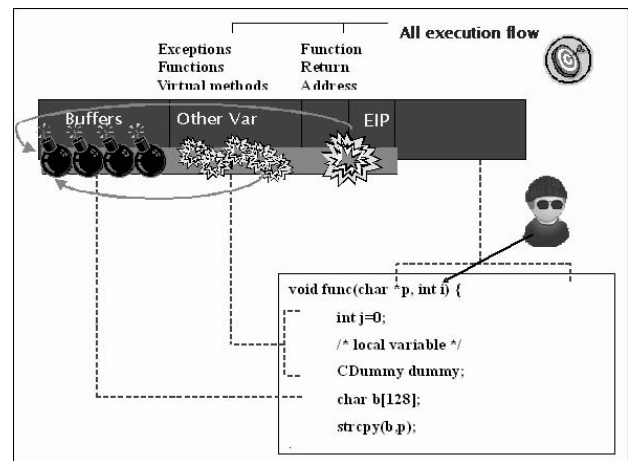 All execution flow
Exceptions
Functions
Virtual methods
Function
Return
Address
Buffers
Other Var
EIP
void func(char *p, int i) {
int j=0;
/* local variable */
CDummy dummy;
char b[128];
strcpy(b,p);
.